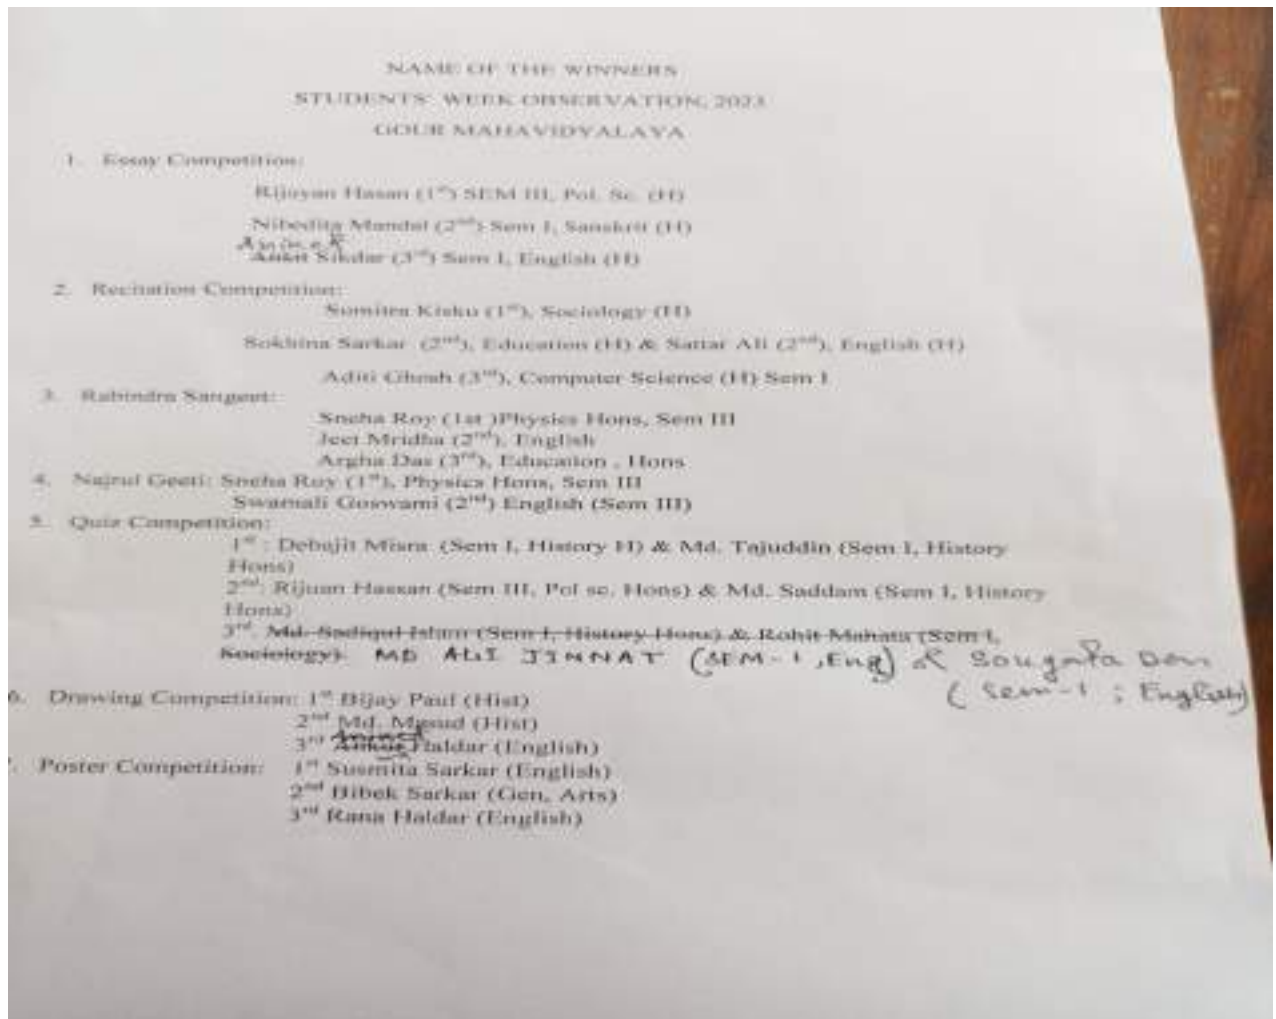 NAME OF THE WINNERS
STUDENTS' WEEK OBSERVATION, 2023
GOUR MAHAVIDYALAYA
1. Essay Competition:
Rijuyan Hasan (1st) SEM III, Pol. Sc. (H)
Nibedita Mandal (2nd) Sem I, Sanskrit (H)
Sikdar (3rd) Sem I, English (H)
2. Recitation Competition:
Sumitra Kisku (1st), Sociology (H)
Sokhina Sarkar (2nd), Education (H) & Sattar Ali (2nd), English (H)
Aditi Ghosh (3rd), Computer Science (H) Sem I
3. Rabindra Sangeet:
Sneha Roy (1st )Physics Hons, Sem III
Jeet Mridha (2nd), English
Argha Das (3rd), Education , Hons
4. Najrul Geeti: Sneha Roy (1st), Physics Hons, Sem III
Swarnali Goswami (2nd) English (Sem III)
5. Quiz Competition:
1st : Debajit Misra (Sem I, History H) & Md. Tajuddin (Sem I, History
Hons)
2nd: Rijuan Hassan (Sem III, Pol sc. Hons) & Md. Saddam (Sem I, History
Hons)
3rd: Md. Sadiqul Islam (Sem I, History Hons) & Rohit Mahata (Sem I,
Sociology) MD ALI JINNAT (SEM-1, Eng) & Sougata
(Sem-1 ; English)
6. Drawing Competition: 1st Bijay Paul (Hist)
2nd Md. Masud (Hist)
3rd Haldar (English)
. Poster Competition: 1st Susmita Sarkar (English)
2nd Bibek Sarkar (Gen, Arts)
3rd Rana Haldar (English)